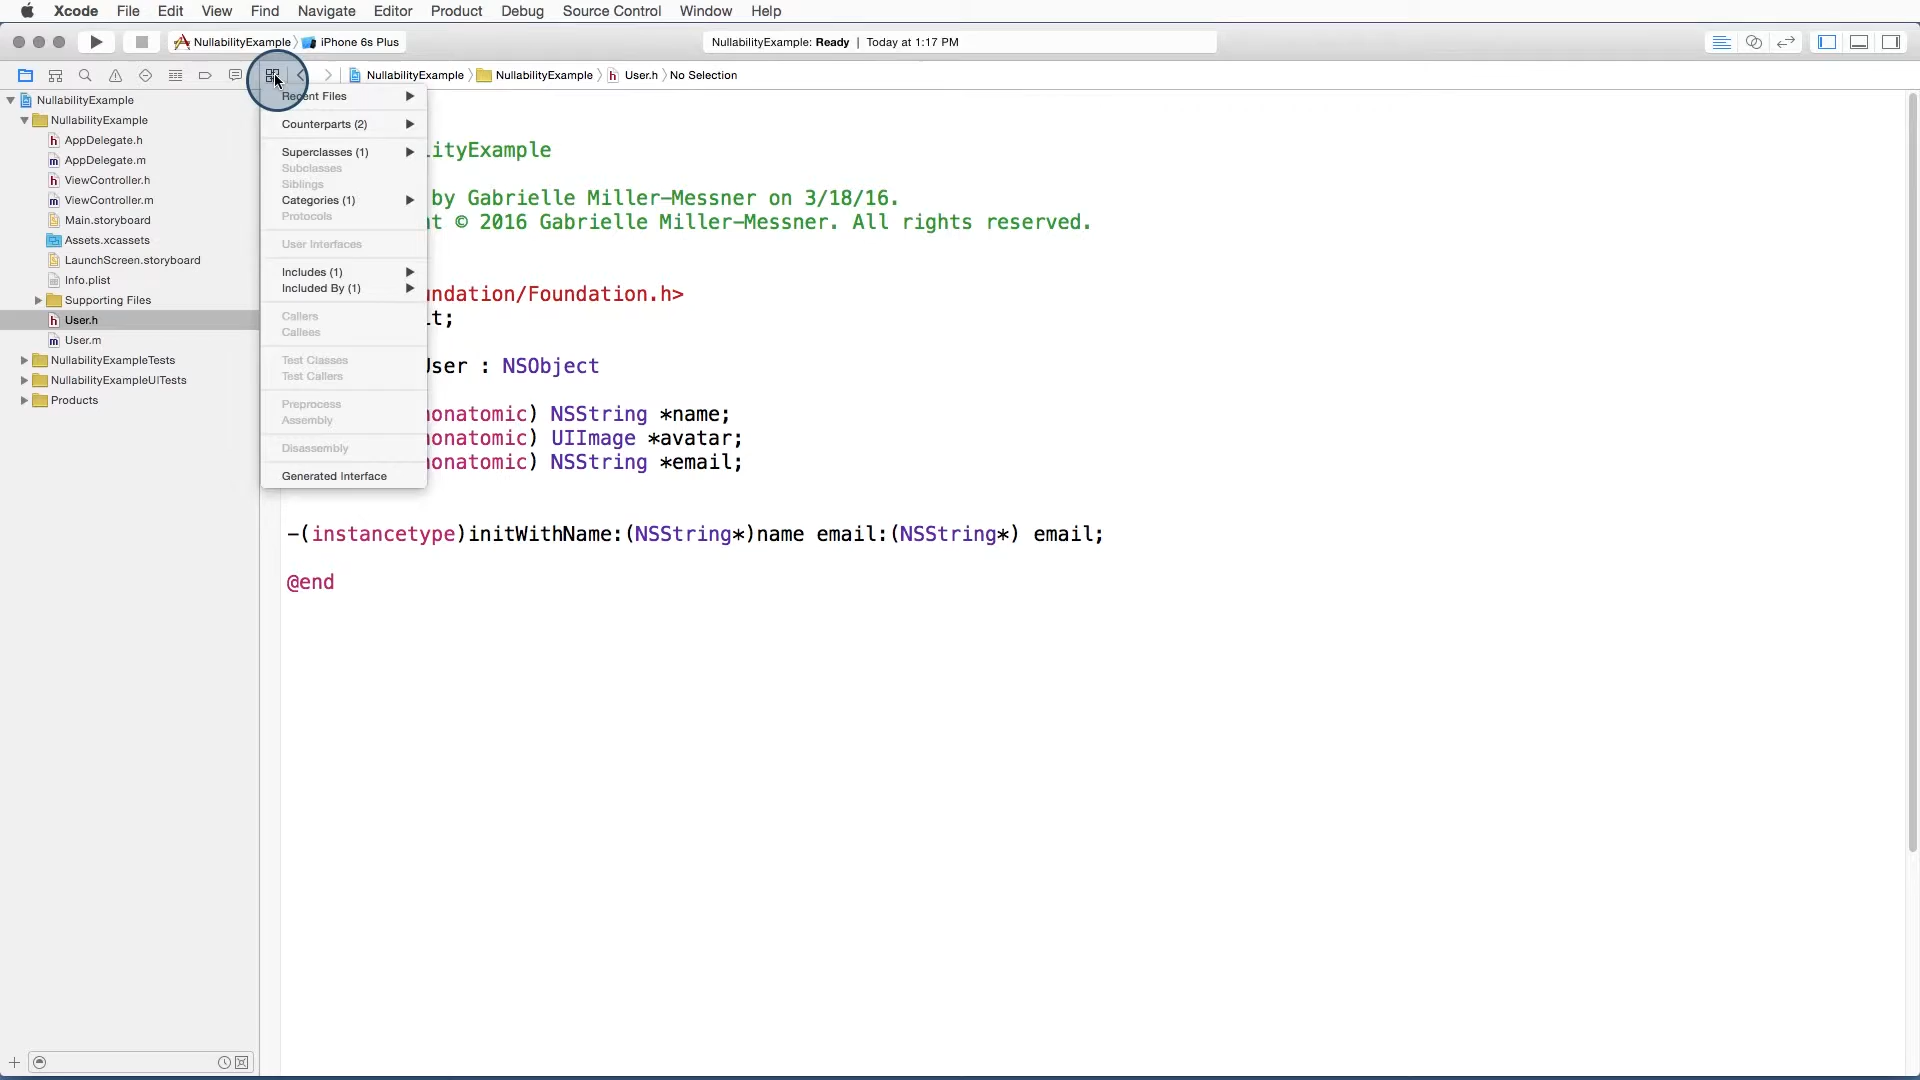 Xcode File Edit View Find Navigate Editor Product Debug Source Control Window Help
NullabilityExample iPhone 6s Plus
NullabilityExample: Ready | Today at 1:17 PM
NullabilityExample NullabilityExample User.h No Selection
NullabilityExample
NullabilityExample
AppDelegate.h
AppDelegate.m
ViewController.h
ViewController.m
Main.storyboard
Assets.xcassets
LaunchScreen.storyboard
Info.plist
Supporting Files
User.h
User.m
NullabilityExampleTests
NullabilityExampleUITests
Products
Recent Files
Counterparts (2)
Superclasses (1)
Subclasses
Siblings
Categories (1)
Protocols
User Interfaces
Includes (1)
Included By (1)
Callers
Callees
Test Classes
Test Callers
Preprocess
Assembly
Disassembly
Generated Interface
lityExample
by Gabrielle Miller-Messner on 3/18/16.
t © 2016 Gabrielle Miller-Messner. All rights reserved.
ndation/Foundation.h>
t;
User : NSObject
nonatomic) NSString *name;
nonatomic) UIImage *avatar;
nonatomic) NSString *email;
-(instancetype)initWithName:(NSString*)name email:(NSString*) email;
@end